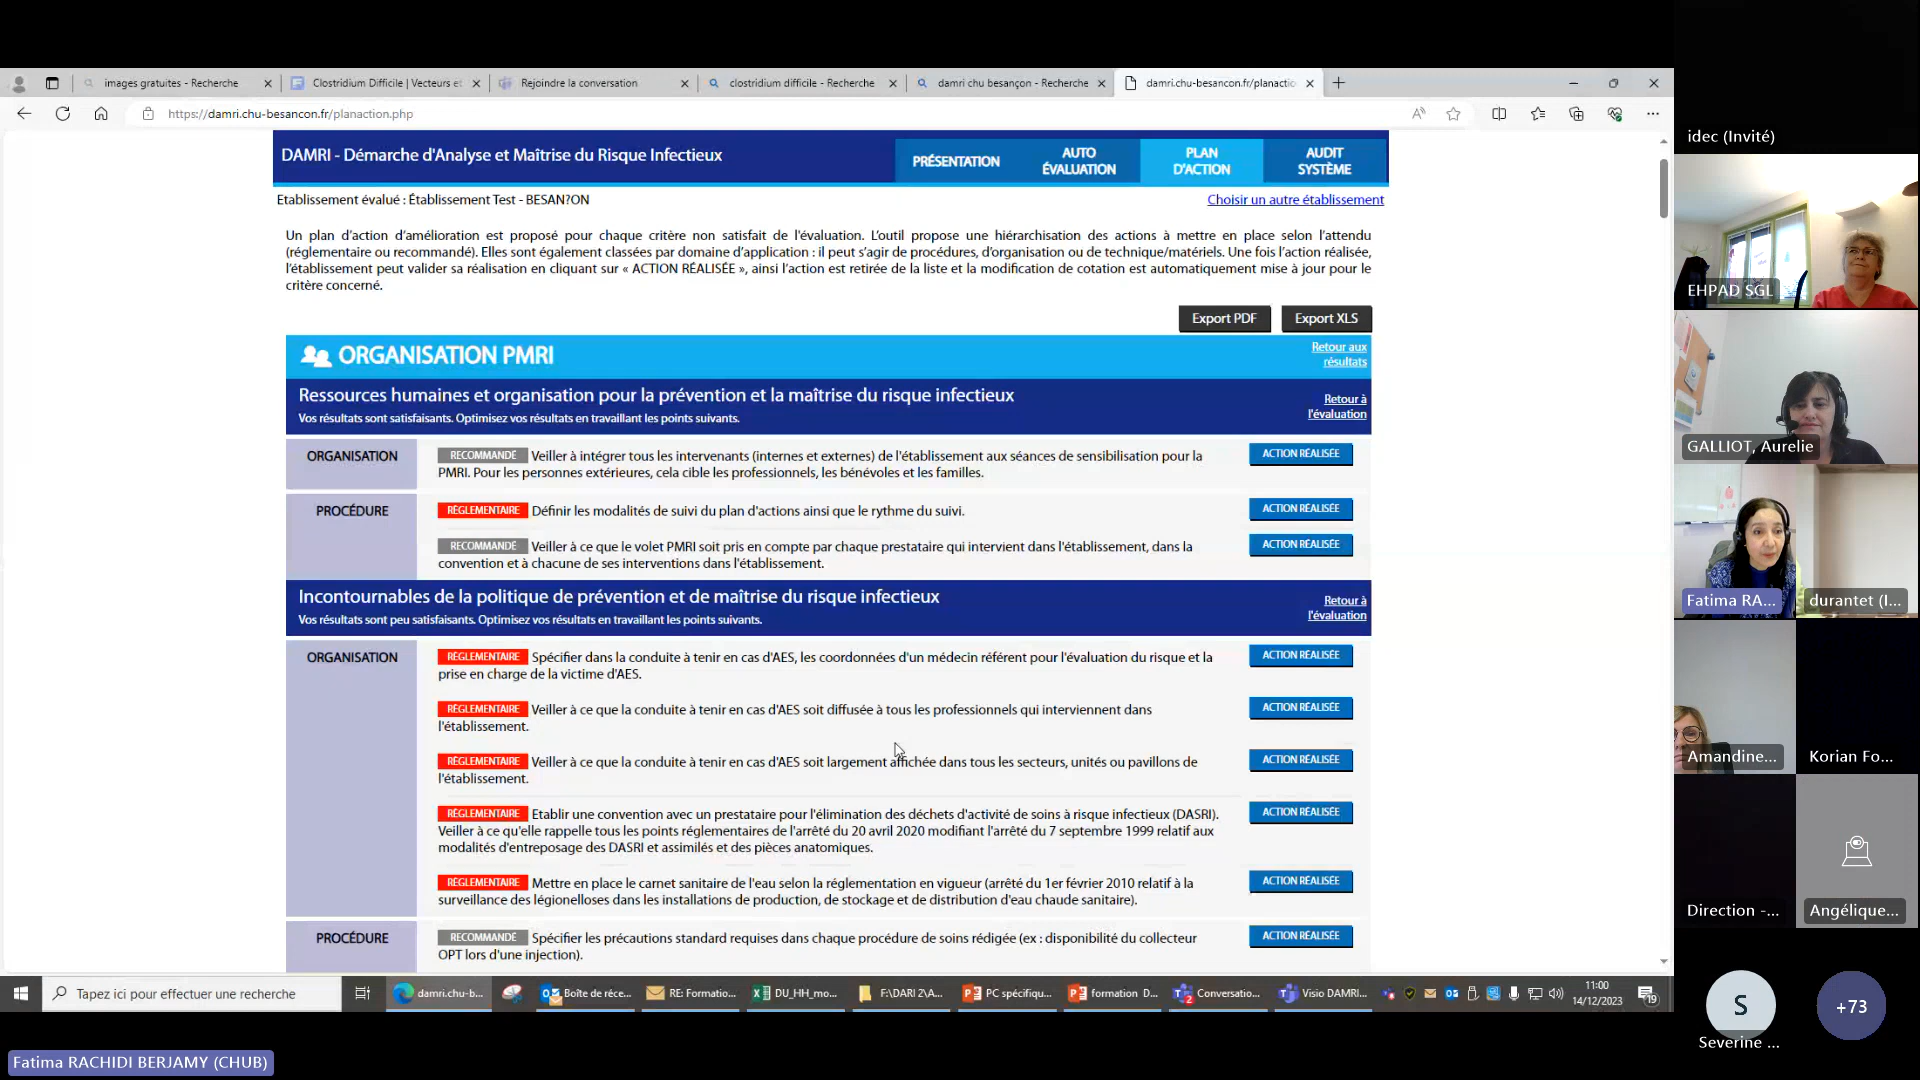 images gratuites - Recherche
Clostridium Difficile | Vecteurs et
Rejoindre la conversation
clostridium difficile - Recherche
damri chu besançon - Recherche
damri.chu-besancon.fr/planactio
https://damri.chu-besancon.fr/planaction.php
DAMRI - Démarche d'Analyse et Maîtrise du Risque Infectieux
PRÉSENTATION
AUTO
ÉVALUATION
PLAN
D'ACTION
AUDIT
SYSTÈME
Etablissement évalué : Établissement Test - BESAN?ON
Choisir un autre établissement
Un plan d'action d'amélioration est proposé pour chaque critère non satisfait de l'évaluation. L'outil propose une hiérarchisation des actions à mettre en place selon l'attendu
(réglementaire ou recommandé). Elles sont également classées par domaine d'application : il peut s'agir de procédures, d'organisation ou de technique/matériels. Une fois l'action réalisée,
l'établissement peut valider sa réalisation en cliquant sur « ACTION RÉALISÉE », ainsi l'action est retirée de la liste et la modification de cotation est automatiquement mise à jour pour le
critère concerné.
Export PDF
Export XLS
ORGANISATION PMRI
Retour aux
résultats
Ressources humaines et organisation pour la prévention et la maîtrise du risque infectieux
Vos résultats sont satisfaisants. Optimisez vos résultats en travaillant les points suivants.
Retour à
l'évaluation
ORGANISATION
RECOMMANDÉ Veiller à intégrer tous les intervenants (internes et externes) de l'établissement aux séances de sensibilisation pour la
PMRI. Pour les personnes extérieures, cela cible les professionnels, les bénévoles et les familles.
ACTION RÉALISÉE
PROCÉDURE
RÉGLEMENTAIRE Définir les modalités de suivi du plan d'actions ainsi que le rythme du suivi.
ACTION RÉALISÉE
RECOMMANDÉ Veiller à ce que le volet PMRI soit pris en compte par chaque prestataire qui intervient dans l'établissement, dans la
convention et à chacune de ses interventions dans l'établissement.
ACTION RÉALISÉE
Incontournables de la politique de prévention et de maîtrise du risque infectieux
Vos résultats sont peu satisfaisants. Optimisez vos résultats en travaillant les points suivants.
Retour à
l'évaluation
ORGANISATION
RÉGLEMENTAIRE Spécifier dans la conduite à tenir en cas d'AES, les coordonnées d'un médecin référent pour l'évaluation du risque et la
prise en charge de la victime d'AES.
ACTION RÉALISÉE
RÉGLEMENTAIRE Veiller à ce que la conduite à tenir en cas d'AES soit diffusée à tous les professionnels qui interviennent dans
l'établissement.
ACTION RÉALISÉE
RÉGLEMENTAIRE Veiller à ce que la conduite à tenir en cas d'AES soit largement affichée dans tous les secteurs, unités ou pavillons de
l'établissement.
ACTION RÉALISÉE
RÉGLEMENTAIRE Etablir une convention avec un prestataire pour l'élimination des déchets d'activité de soins à risque infectieux (DASRI).
Veiller à ce qu'elle rappelle tous les points réglementaires de l'arrêté du 20 avril 2020 modifiant l'arrêté du 7 septembre 1999 relatif aux
modalités d'entreposage des DASRI et assimilés et des pièces anatomiques.
ACTION RÉALISÉE
RÉGLEMENTAIRE Mettre en place le carnet sanitaire de l'eau selon la réglementation en vigueur (arrêté du 1er février 2010 relatif à la
surveillance des légionelloses dans les installations de production, de stockage et de distribution d'eau chaude sanitaire).
ACTION RÉALISÉE
PROCÉDURE
RECOMMANDÉ Spécifier les précautions standard requises dans chaque procédure de soins rédigée (ex : disponibilité du collecteur
OPT lors d'une injection).
ACTION RÉALISÉE
Tapez ici pour effectuer une recherche
damri.chu-b...
Boîte de réce...
RE: Formatio...
DU_HH_mo...
F:\DARI 2\A...
PC spécifiqu...
formation D...
Conversatio...
Visio DAMRI...
11:00
14/12/2023
19
Fatima RACHIDI BERJAMY (CHUB)
idec (Invité)
EHPAD SGL
GALLIOT, Aurelie
Fatima RA...
durantet (I...
Amandine...
Korian Fo...
Direction -...
Angélique...
S
Severine ...
+73